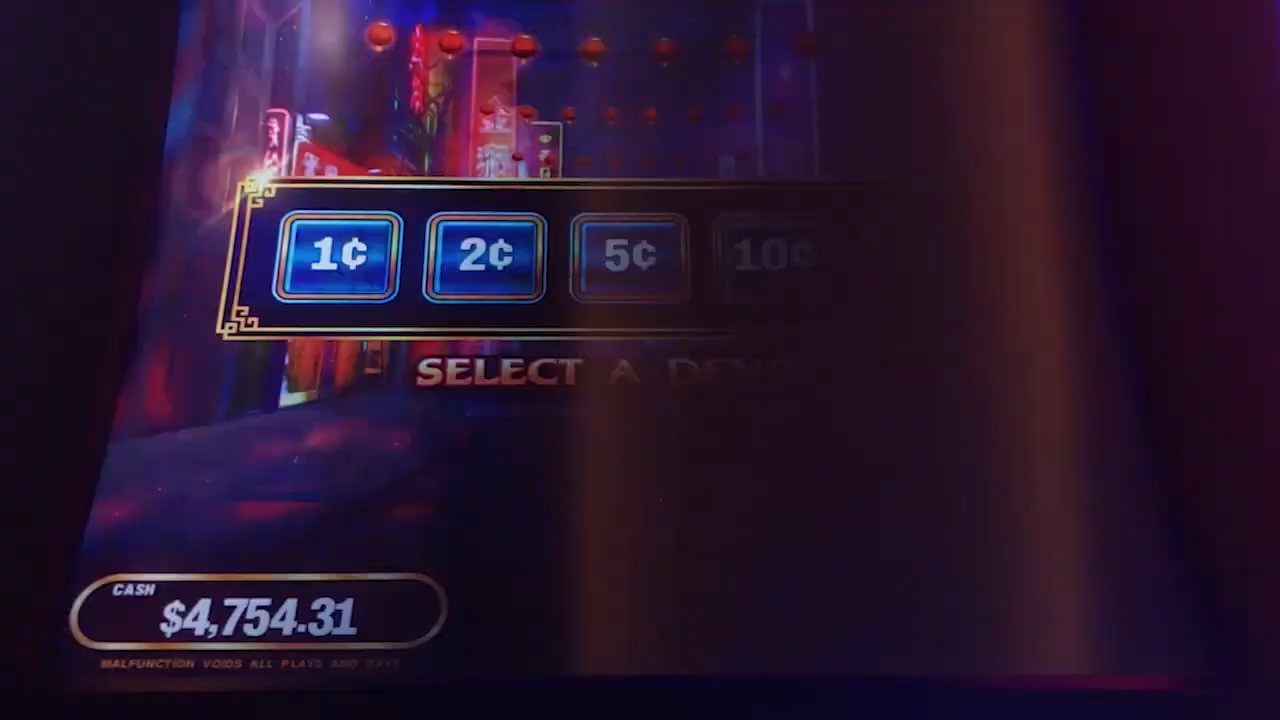 1¢ 2¢ 5¢ 10¢
SELECT A
CASH
$4,754.31
MALFUNCTION VOIDS ALL PLAYS AND PAYS